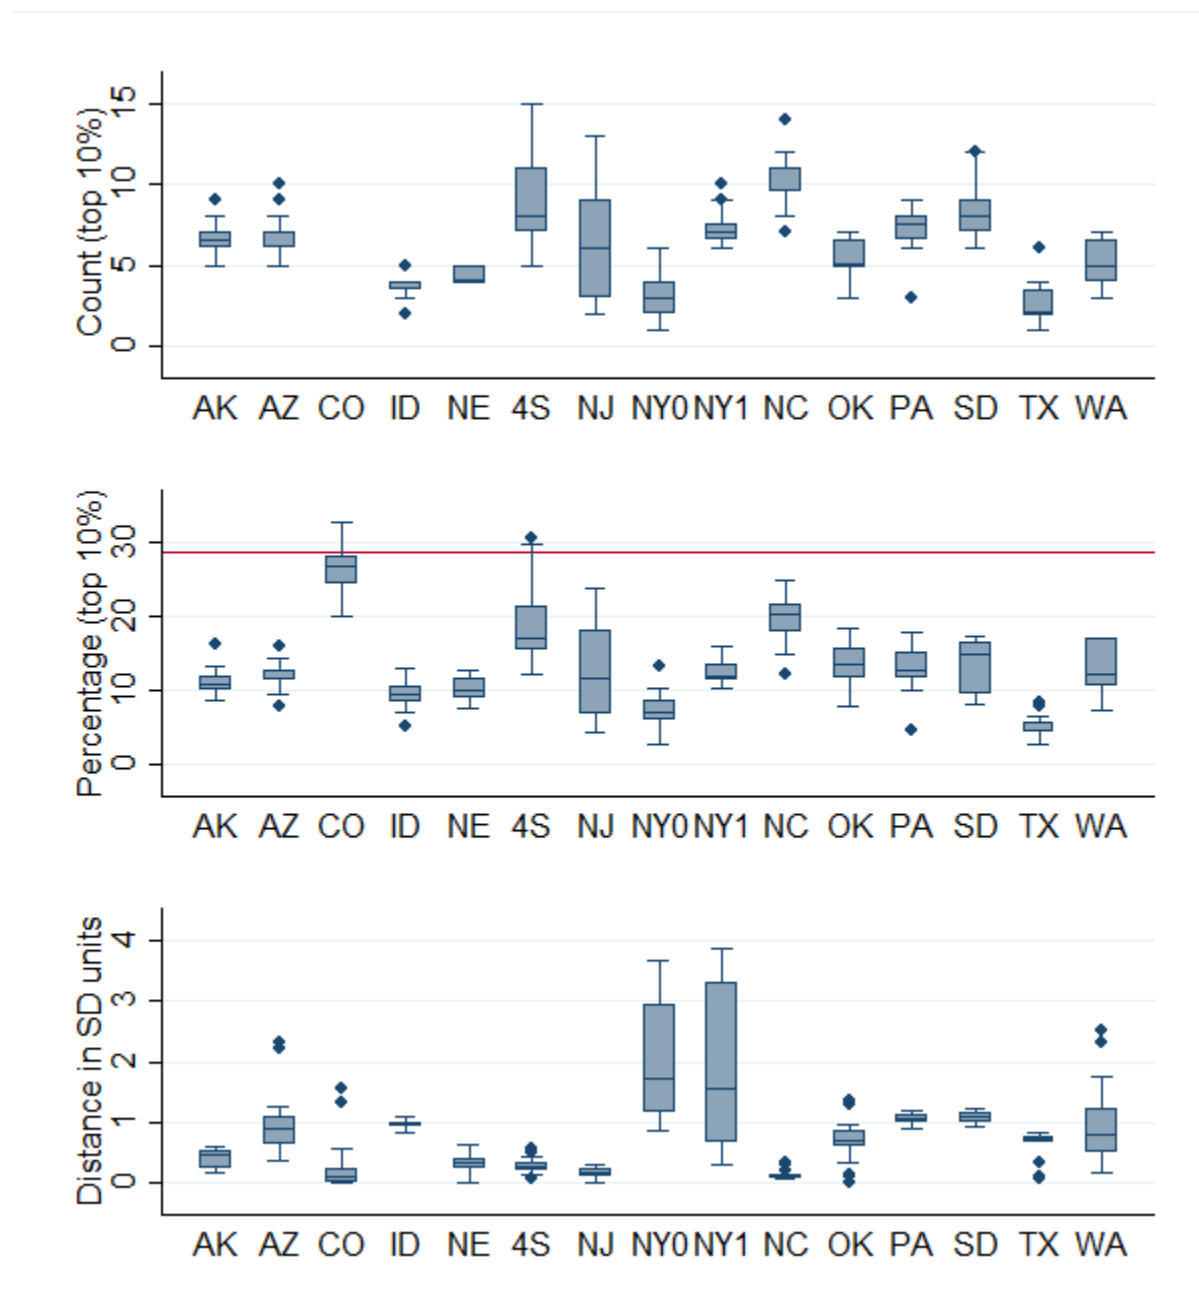 Count (top 10%)
15
10
5
0
AK AZ CO ID NE 4S NJ NY0 NY1 NC OK PA SD TX WA
Percentage (top 10%)
30
20
10
0
AK AZ CO ID NE 4S NJ NY0 NY1 NC OK PA SD TX WA
Distance in SD units
4
3
2
1
0
AK AZ CO ID NE 4S NJ NY0 NY1 NC OK PA SD TX WA